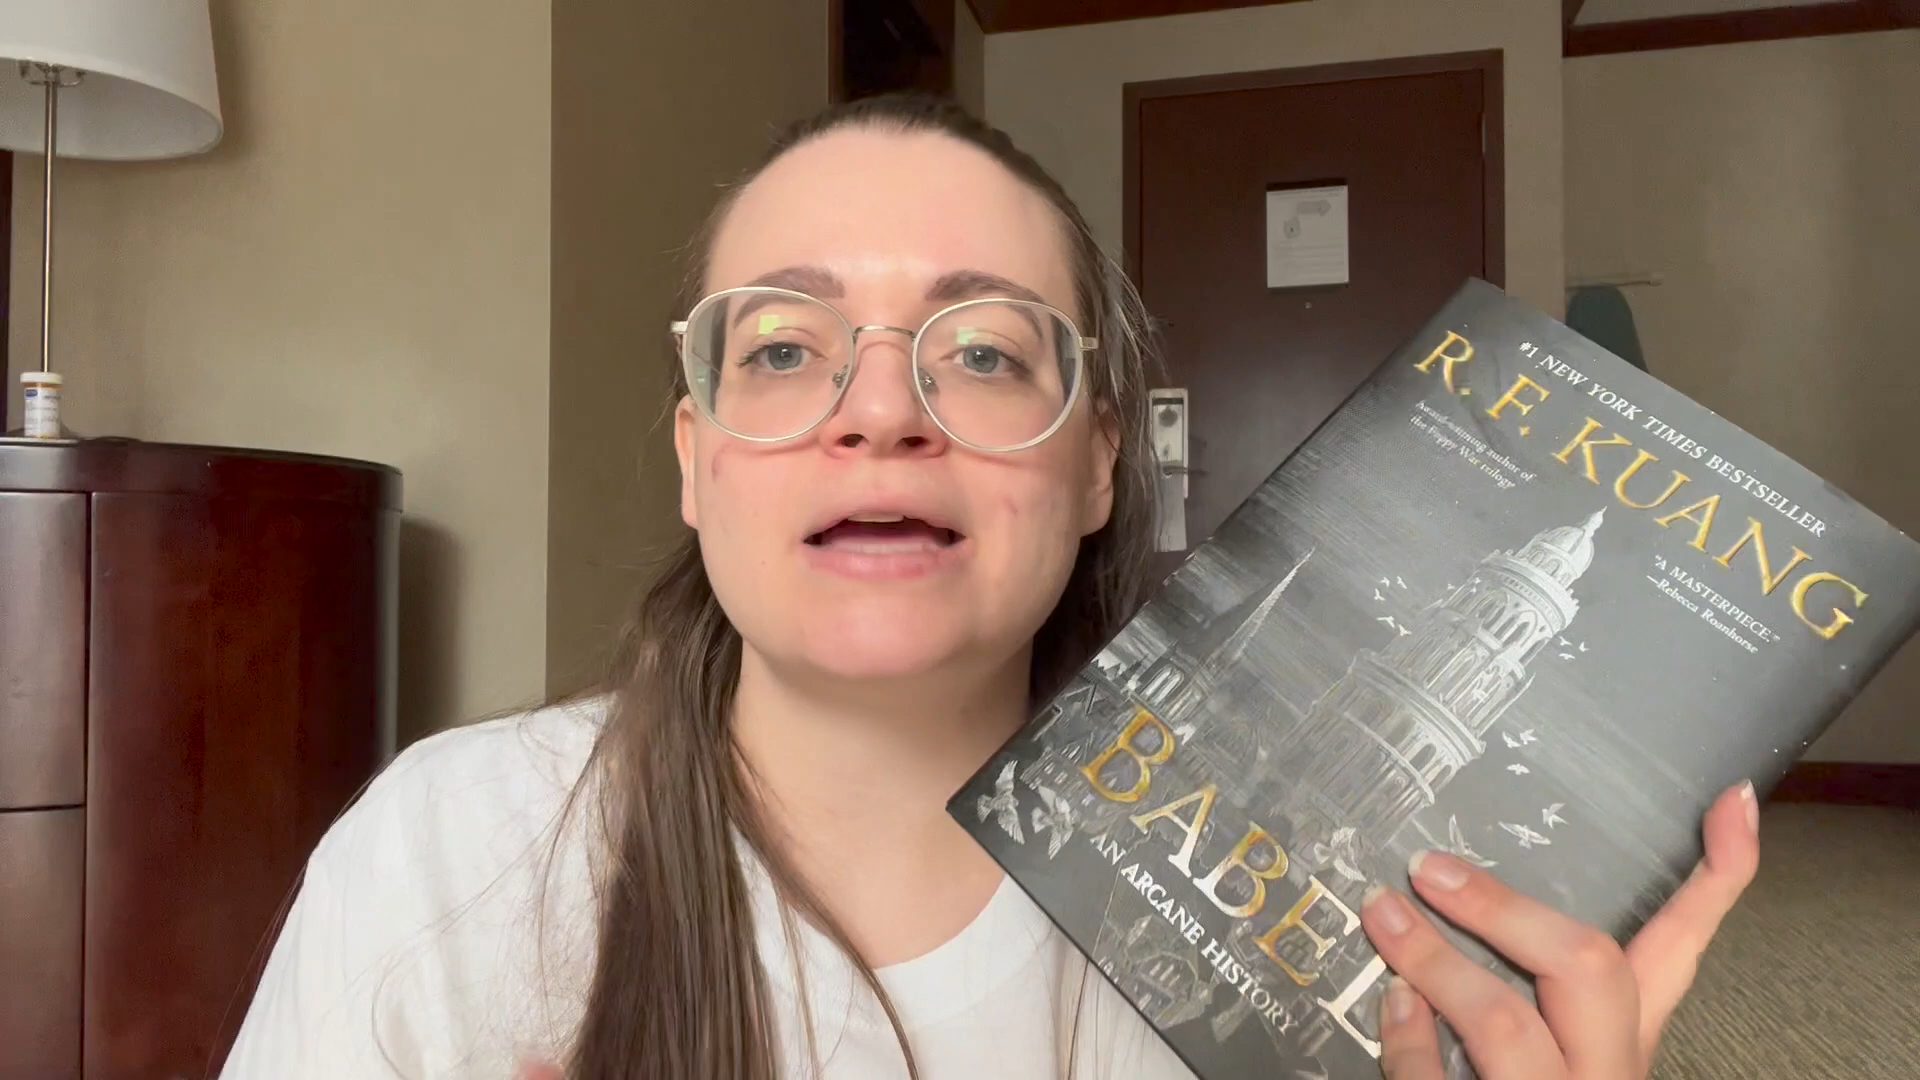 #1 NEW YORK TIMES BESTSELLER
R. F. KUANG
Award-winning author of
the Poppy War trilogy
"A MASTERPIECE."
—Rebecca Roanhorse
BABEL
AN ARCANE HISTORY